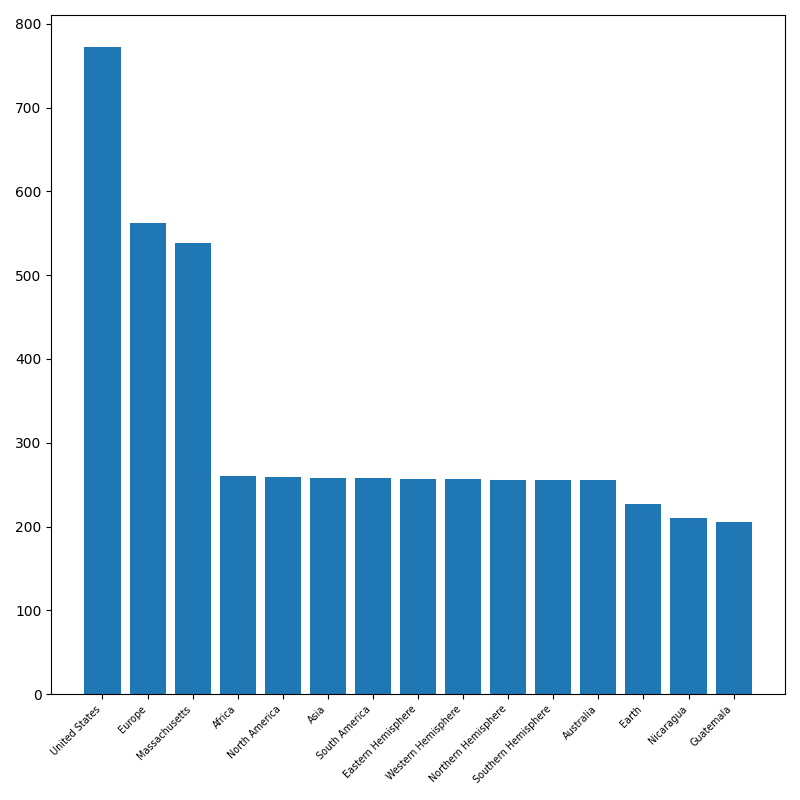 800
700
600
500
400
300
200
100
0
United States
Europe
Massachusetts
Africa
North America
Asia
South America
Eastern Hemisphere
Western Hemisphere
Northern Hemisphere
Southern Hemisphere
Australia
Earth
Nicaragua
Guatemala